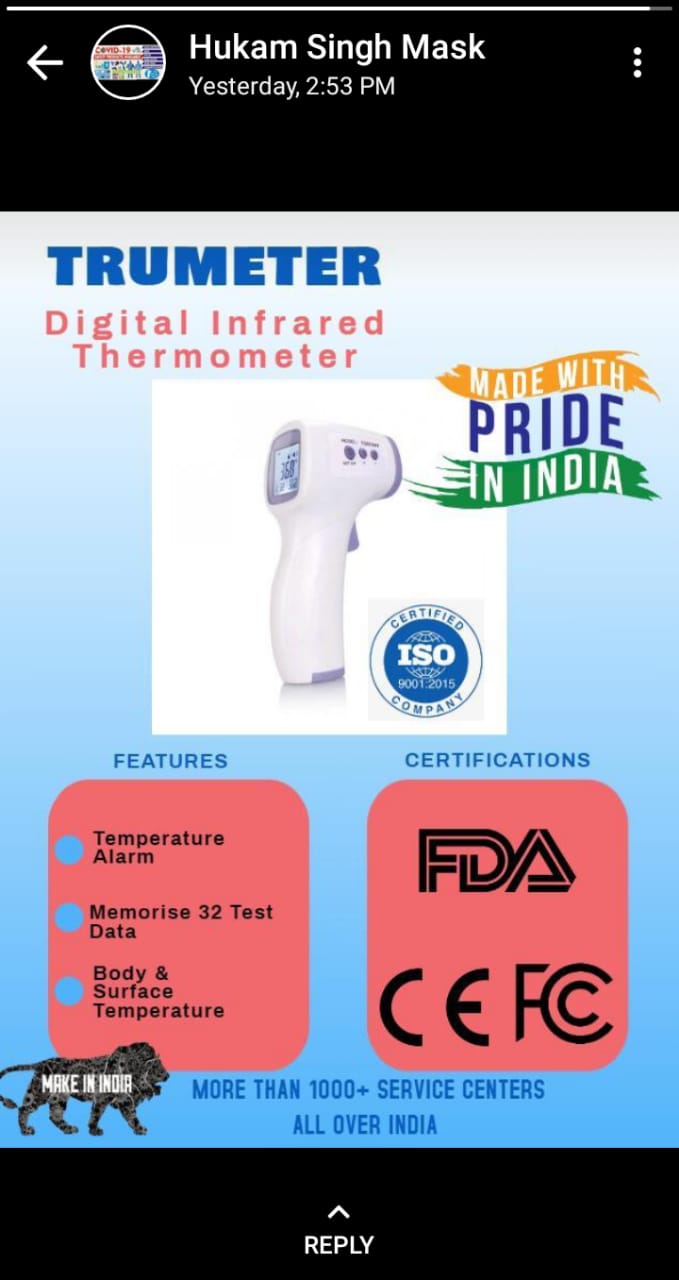 Hukam Singh Mask
Yesterday, 2:53 PM
COVID-19
TRUMETER
Digital Infrared
Thermometer
MADE WITH
PRIDE
IN INDIA
CERTIFIED
ISO
9001:2015
COMPANY
FEATURES
CERTIFICATIONS
Temperature
Alarm
Memorise 32 Test
Data
Body &
Surface
Temperature
FDA
CE FC
MAKE IN INDIA
MORE THAN 1000+ SERVICE CENTERS
ALL OVER INDIA
REPLY